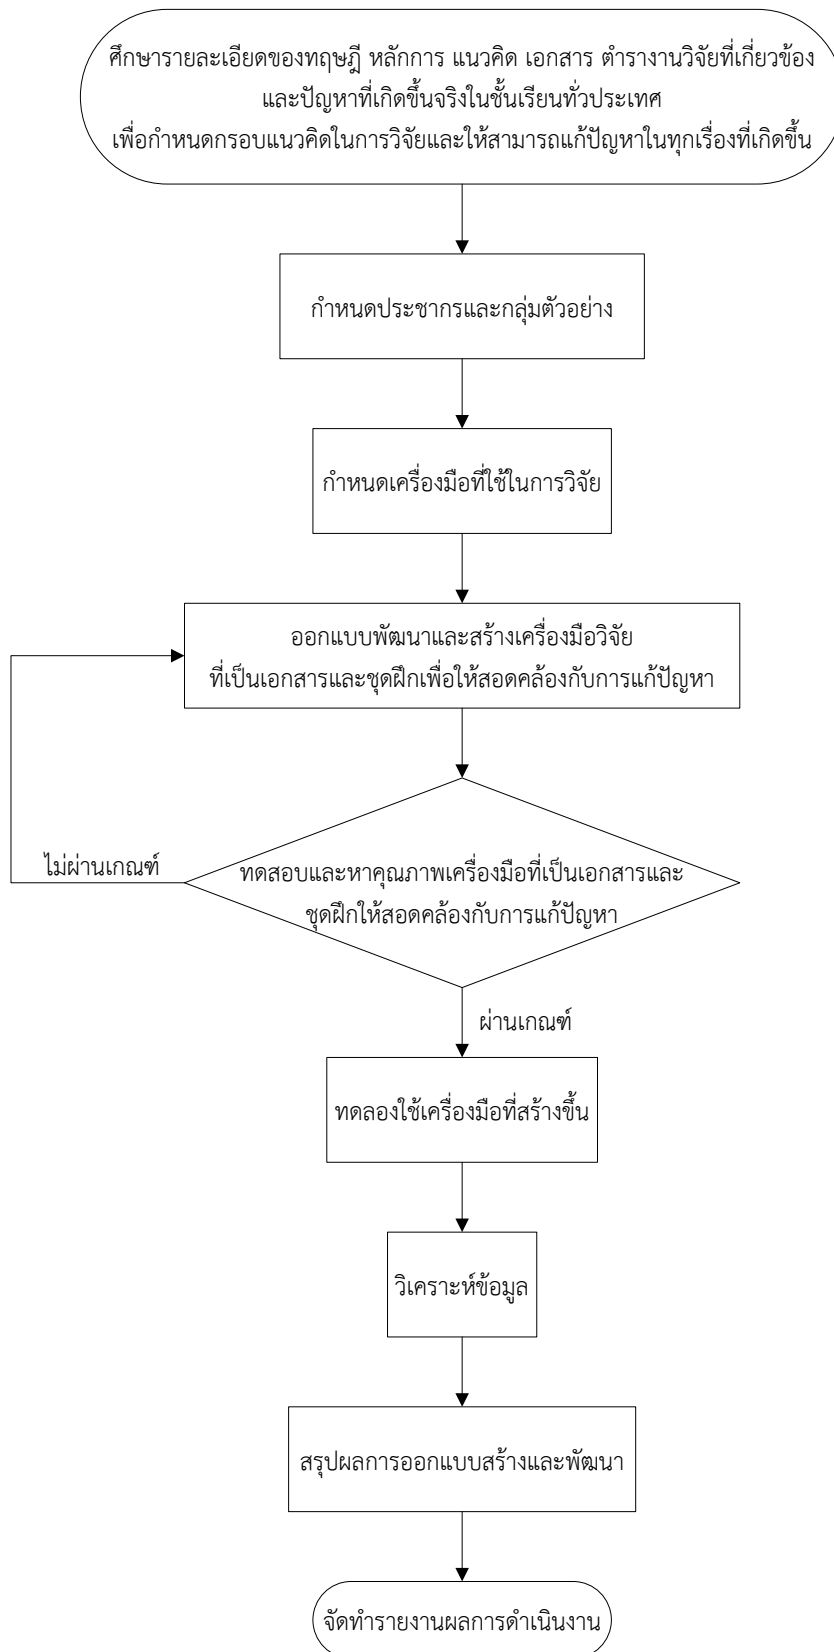 ศึกษารายละเอียดของทฤษฎี หลักการ แนวคิด เอกสาร ตำรางานวิจัยที่เกี่ยวข้อง
และปัญหาที่เกิดขึ้นจริงในชั้นเรียนทั่วประเทศ
เพื่อกำหนดกรอบแนวคิดในการวิจัยและให้สามารถแก้ปัญหาในทุกเรื่องที่เกิดขึ้น
กำหนดประชากรและกลุ่มตัวอย่าง
กำหนดเครื่องมือที่ใช้ในการวิจัย
ออกแบบพัฒนาและสร้างเครื่องมือวิจัย
ที่เป็นเอกสารและชุดฝึกเพื่อให้สอดคล้องกับการแก้ปัญหา
ไม่ผ่านเกณฑ์
ทดสอบและหาคุณภาพเครื่องมือที่เป็นเอกสารและ
ชุดฝึกให้สอดคล้องกับการแก้ปัญหา
ผ่านเกณฑ์
ทดลองใช้เครื่องมือที่สร้างขึ้น
วิเคราะห์ข้อมูล
สรุปผลการออกแบบสร้างและพัฒนา
จัดทำรายงานผลการดำเนินงาน